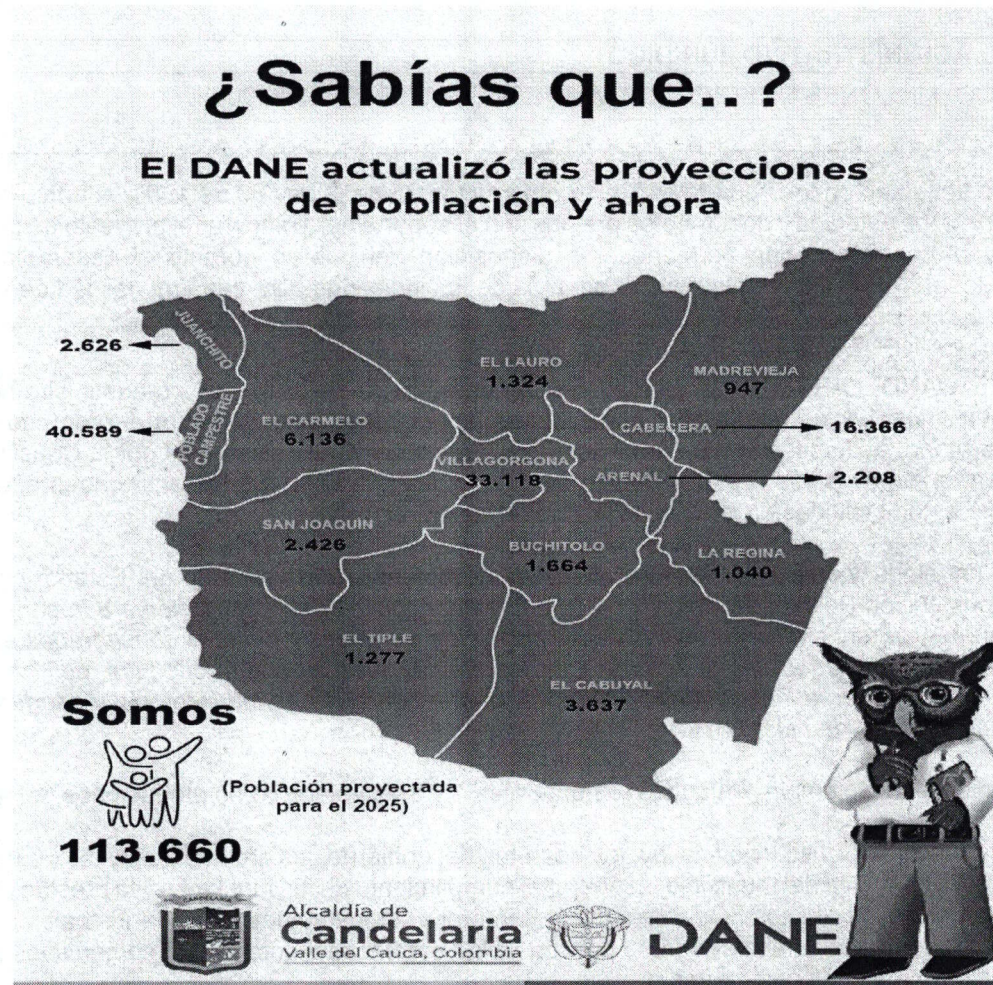 ¿Sabías que..?
El DANE actualizó las proyecciones
de población y ahora
JUANCHITO
2.626
EL LAURO
1.324
MADREVIEJA
947
POBLADO
CAMPESTRE
40.589
EL CARMELO
6.136
CABECERA
16.366
VILLAGORGONA
33.118
ARENAL
2.208
SAN JOAQUÍN
2.426
BUCHITOLO
1.664
LA REGINA
1.040
EL TIPLE
1.277
EL CABUYAL
3.637
Somos
(Población proyectada
para el 2025)
113.660
CANDELARIA
Alcaldía de
Candelaria
Valle del Cauca, Colombia
DANE